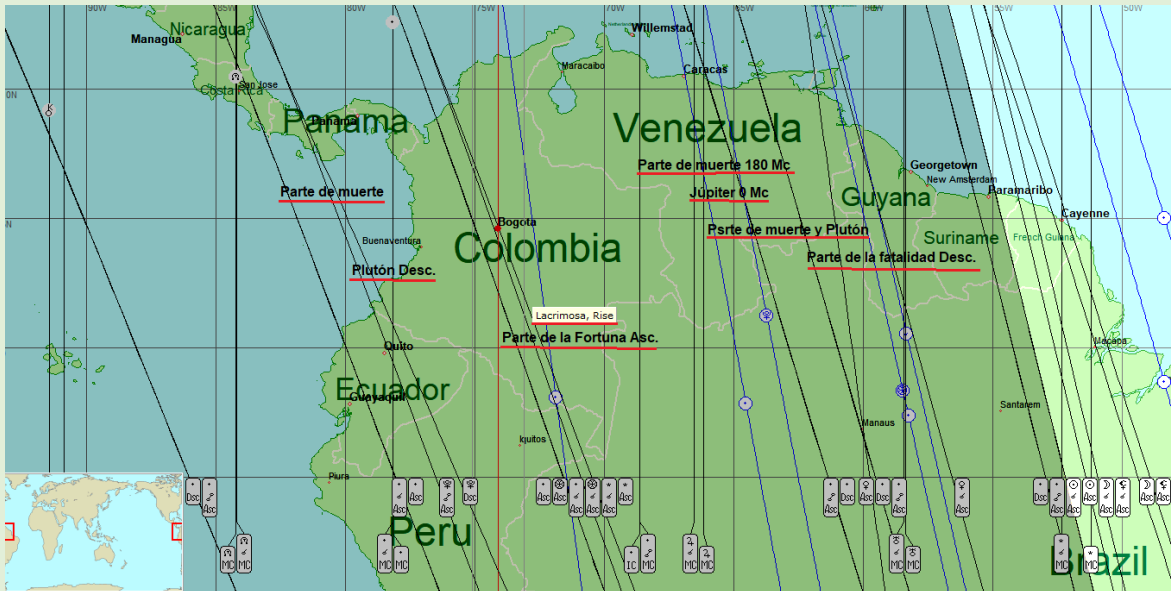 90W
85W
80W
75W
70W
65W
60W
55W
50W
Nicaragua
Managua
Willemstad
Maracaibo
Caracas
San Jose
Costa Rica
0N
Panama
Panama
Venezuela
Parte de muerte 180 Mc
Georgetown
New Amsterdam
Parte de muerte
Júpiter 0 Mc
Guyana
Paramaribo
Bogota
Cayenne
5N
Psrte de muerte y Plutón
Buenaventura
Colombia
Suriname
French Guiana
Parte de la fatalidad Desc.
Plutón Desc.
Lacrimosa, Rise
Parte de la Fortuna Asc.
Quito
Macapa
Ecuador
Guayaquil
Santarem
Manaus
Iquitos
Piura
Dsc
Asc
Asc
Asc
Asc
Dsc
Asc
Asc
Asc
Asc
Asc
Asc
Asc
Dsc
Asc
Dsc
Asc
Asc
Dsc
Asc
Asc
Asc
Asc
Asc
Asc
Asc
Peru
MC
MC
MC
MC
IC
MC
MC
MC
MC
MC
MC
MC
Brazil